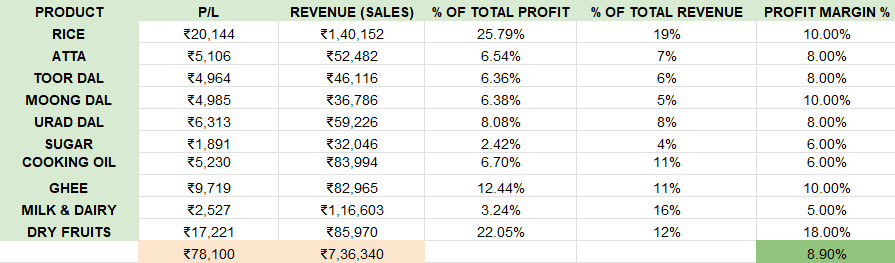 PRODUCT P/L REVENUE (SALES) % OF TOTAL PROFIT % OF TOTAL REVENUE PROFIT MARGIN %
RICE ₹20,144 ₹1,40,152 25.79% 19% 10.00%
ATTA ₹5,106 ₹52,482 6.54% 7% 8.00%
TOOR DAL ₹4,964 ₹46,116 6.36% 6% 8.00%
MOONG DAL ₹4,985 ₹36,786 6.38% 5% 10.00%
URAD DAL ₹6,313 ₹59,226 8.08% 8% 8.00%
SUGAR ₹1,891 ₹32,046 2.42% 4% 6.00%
COOKING OIL ₹5,230 ₹83,994 6.70% 11% 6.00%
GHEE ₹9,719 ₹82,965 12.44% 11% 10.00%
MILK & DAIRY ₹2,527 ₹1,16,603 3.24% 16% 5.00%
DRY FRUITS ₹17,221 ₹85,970 22.05% 12% 18.00%
₹78,100 ₹7,36,340 8.90%